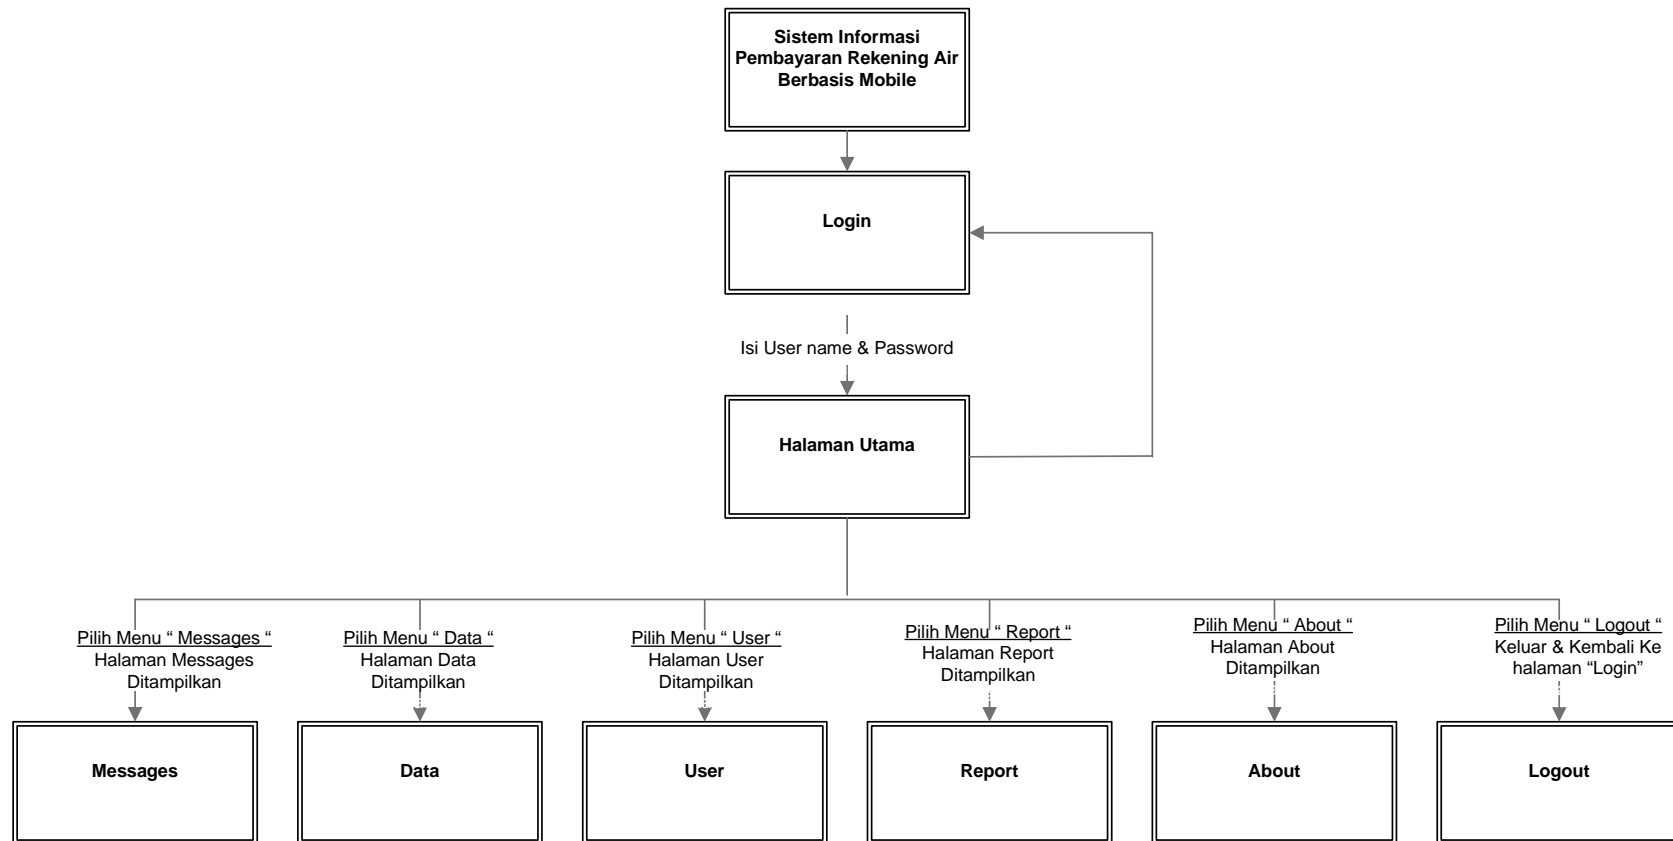 Sistem Informasi
Pembayaran Rekening Air
Berbasis Mobile
Login
Isi User name & Password
Halaman Utama
Pilih Menu “ Messages “
Halaman Messages
Ditampilkan
Pilih Menu “ Data “
Halaman Data
Ditampilkan
Pilih Menu “ User “
Halaman User
Ditampilkan
Pilih Menu “ Report “
Halaman Report
Ditampilkan
Pilih Menu “ About “
Halaman About
Ditampilkan
Pilih Menu “ Logout “
Keluar & Kembali Ke
halaman “Login”
Messages
Data
User
Report
About
Logout